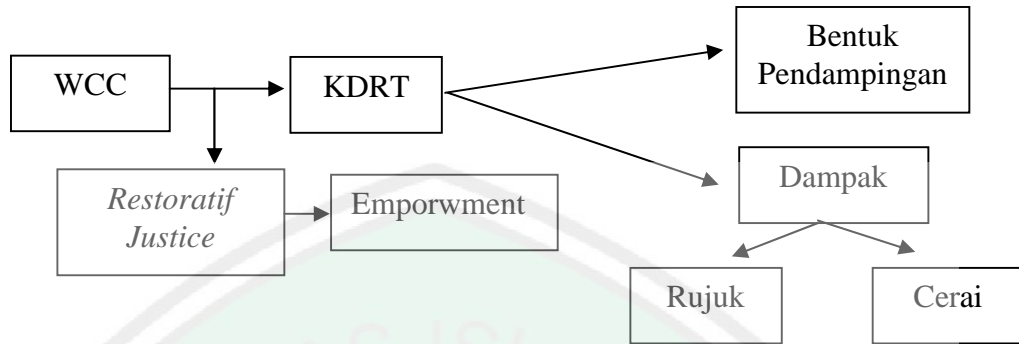 Bentuk
Pendampingan
WCC
KDRT
Dampak
Restoratif
Justice
Emporwment
Rujuk
Cerai